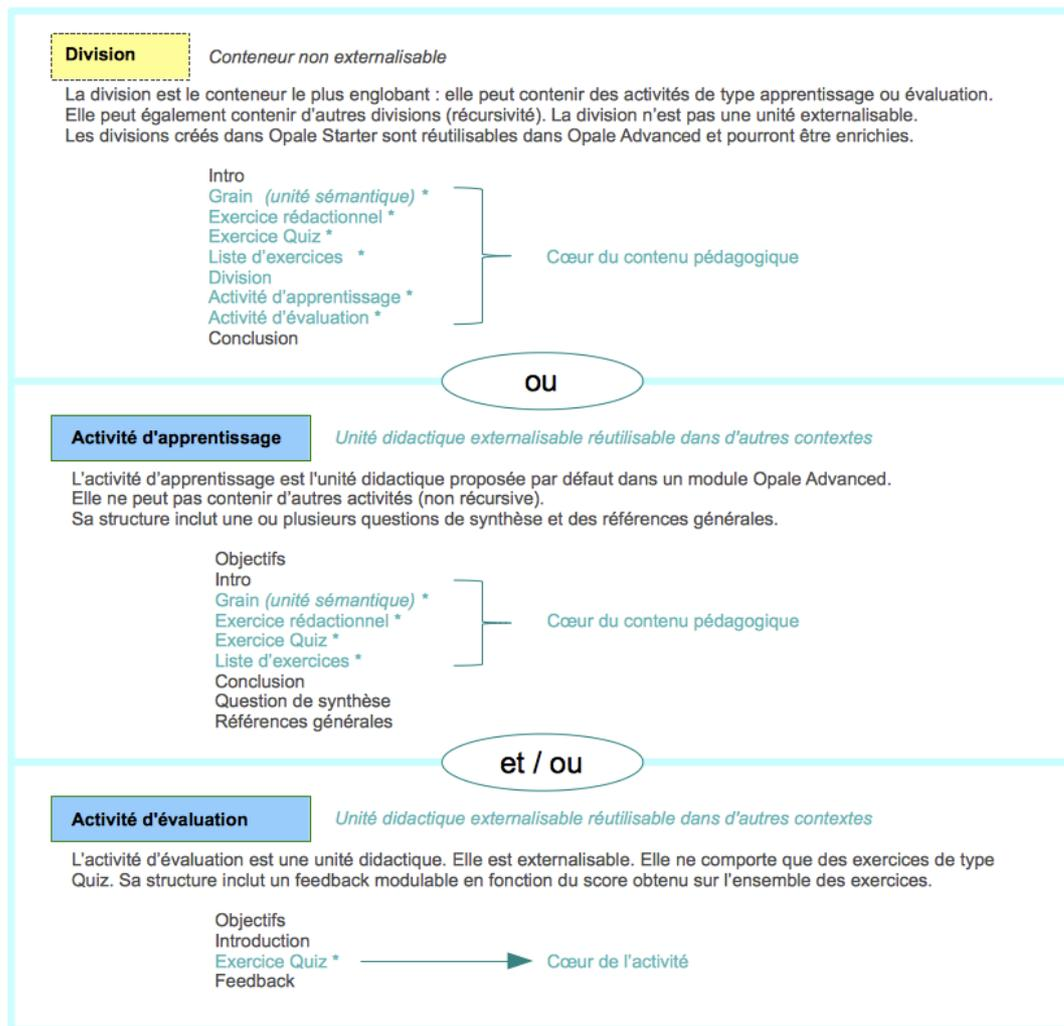 Division
Conteneur non externalisable
La division est le conteneur le plus englobant : elle peut contenir des activités de type apprentissage ou évaluation.
Elle peut également contenir d'autres divisions (récursivité). La division n'est pas une unité externalisable.
Les divisions créés dans Opale Starter sont réutilisables dans Opale Advanced et pourront être enrichies.
Intro
Grain (unité sémantique) *
Exercice rédactionnel *
Exercice Quiz *
Liste d'exercices *
Division
Activité d'apprentissage *
Activité d'évaluation *
Conclusion
Cœur du contenu pédagogique
ou
Activité d'apprentissage
Unité didactique externalisable réutilisable dans d'autres contextes
L'activité d'apprentissage est l'unité didactique proposée par défaut dans un module Opale Advanced.
Elle ne peut pas contenir d'autres activités (non récursive).
Sa structure inclut une ou plusieurs questions de synthèse et des références générales.
Objectifs
Intro
Grain (unité sémantique) *
Exercice rédactionnel *
Exercice Quiz *
Liste d'exercices *
Conclusion
Question de synthèse
Références générales
Cœur du contenu pédagogique
et / ou
Activité d'évaluation
Unité didactique externalisable réutilisable dans d'autres contextes
L'activité d'évaluation est une unité didactique. Elle est externalisable. Elle ne comporte que des exercices de type
Quiz. Sa structure inclut un feedback modulable en fonction du score obtenu sur l'ensemble des exercices.
Objectifs
Introduction
Exercice Quiz *
Feedback
Cœur de l'activité